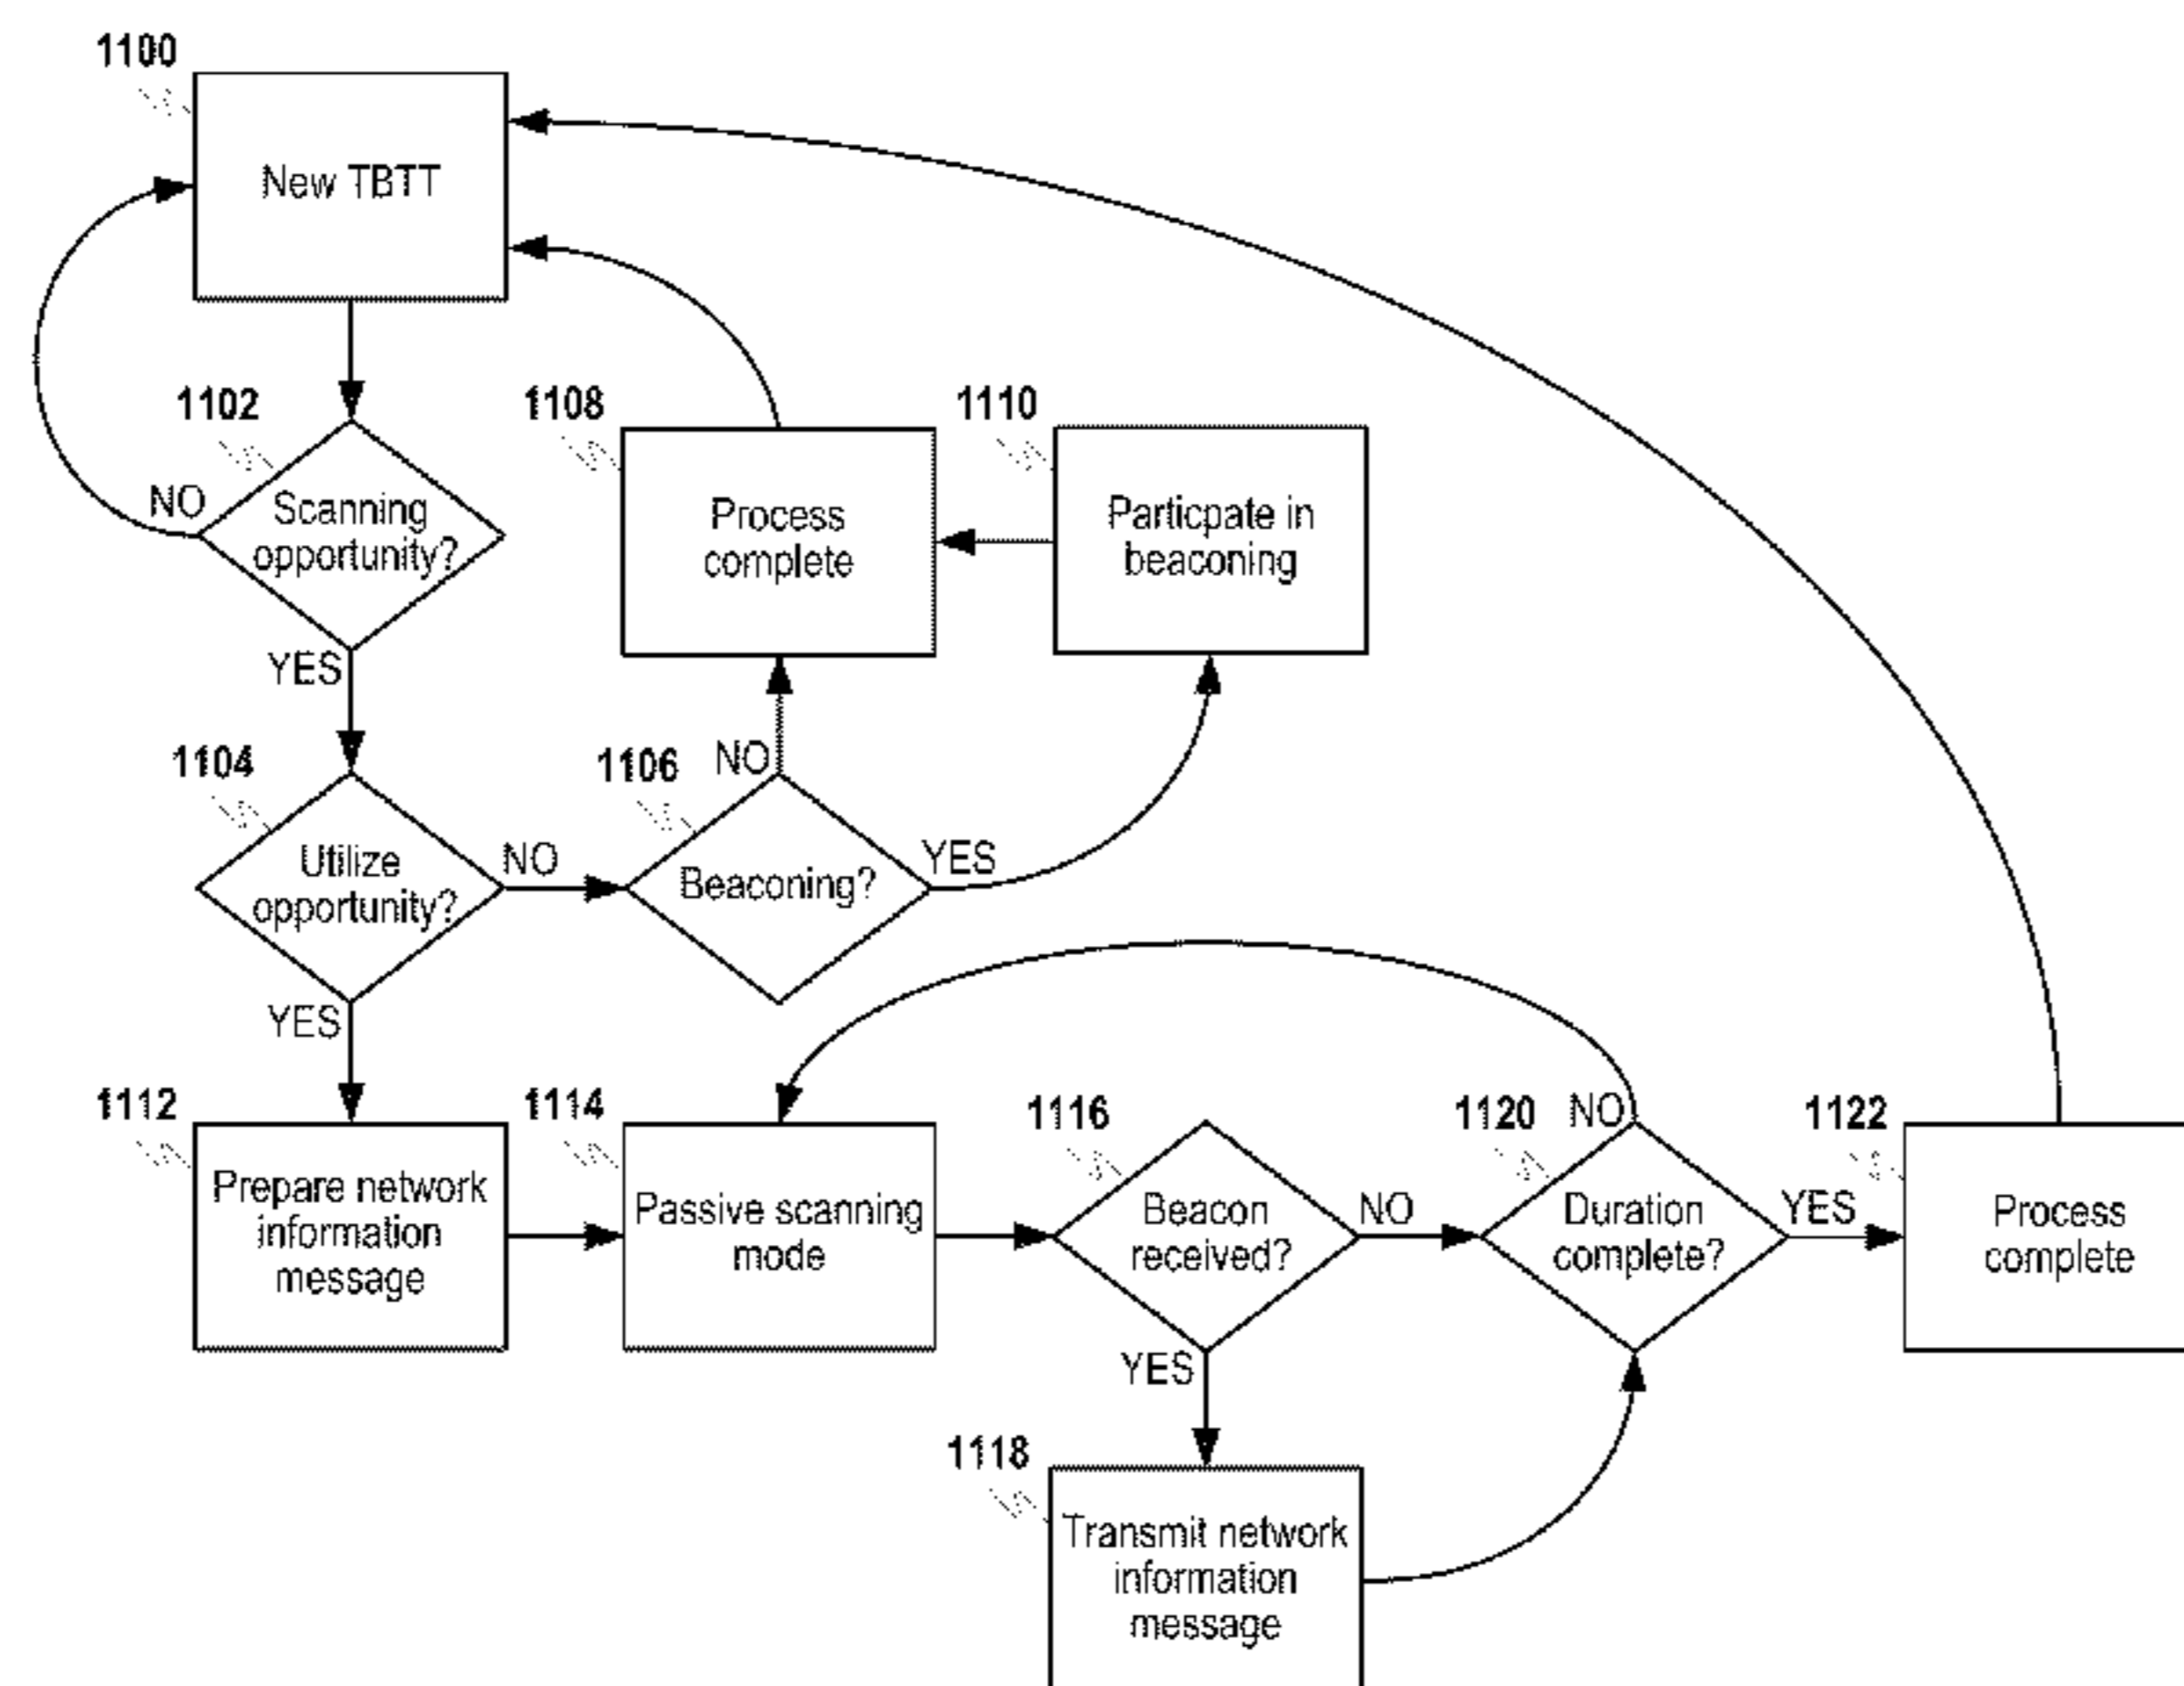 1100
New TBTT
1102
NO
Scanning
opportunity?
YES
1108
Process
complete
1110
Particpate in
beaconing
1104
Utilize
opportunity?
NO
YES
1106
NO
Beaconing?
YES
1112
Prepare network
information
message
1114
Passive scanning
mode
1116
Beacon
received?
NO
YES
1120
NO
Duration
complete?
YES
1122
Process
complete
1118
Transmit network
information
message